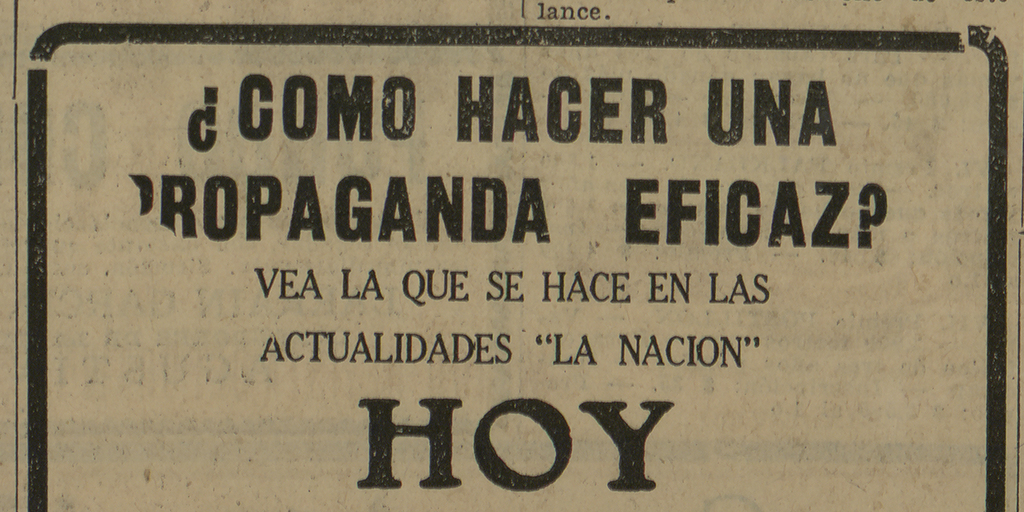 lance.
¿COMO HACER UNA
PROPAGANDA EFICAZ?
VEA LA QUE SE HACE EN LAS
ACTUALIDADES “LA NACION”
HOY